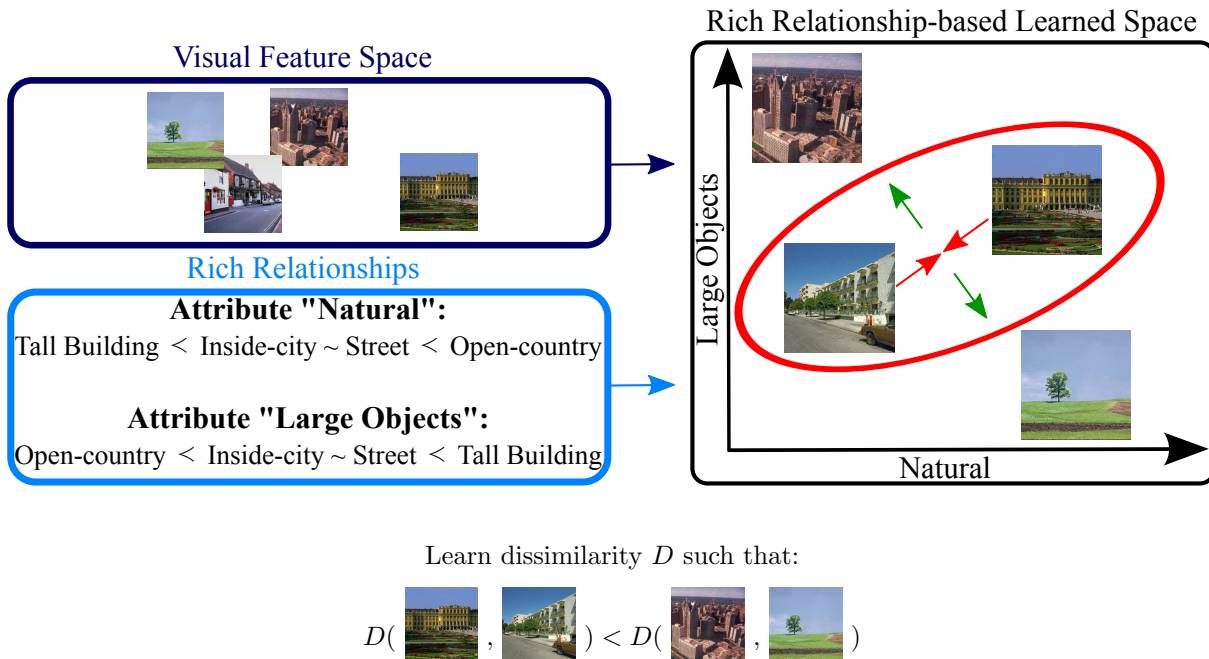 Visual Feature Space
Rich Relationships
Attribute "Natural":
Tall Building < Inside-city ~ Street < Open-country
Attribute "Large Objects":
Open-country < Inside-city ~ Street < Tall Building
Rich Relationship-based Learned Space
Large Objects
Natural
Learn dissimilarity D such that:
D( , ) < D( , )